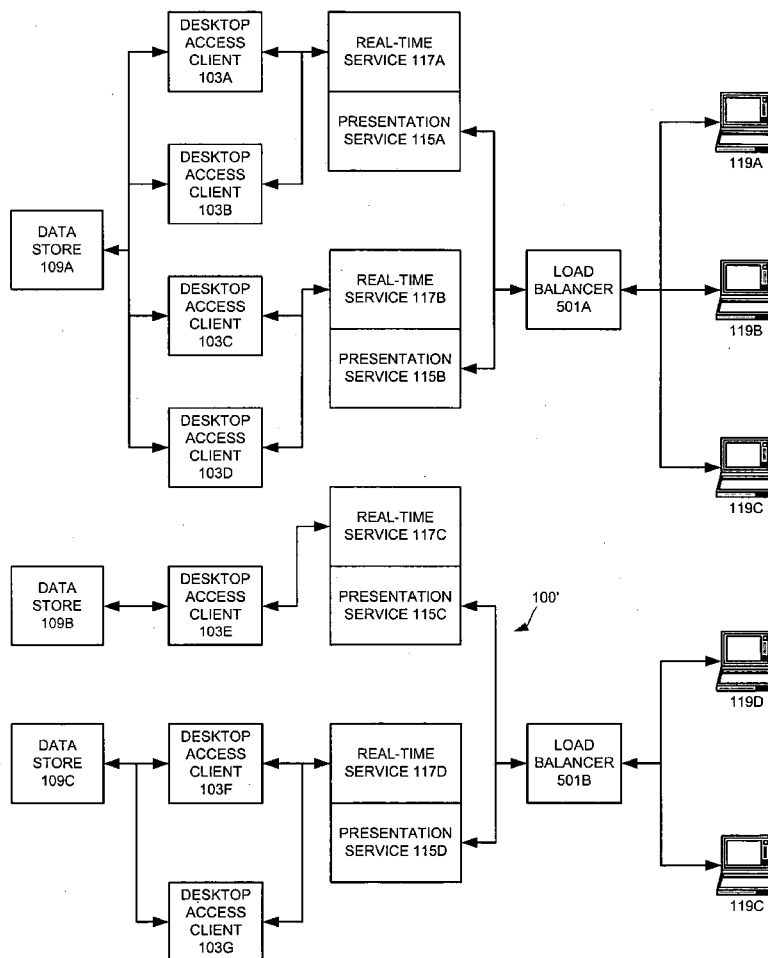 DESKTOP
ACCESS
CLIENT
103A
REAL-TIME
SERVICE 117A
PRESENTATION
SERVICE 115A
119A
DESKTOP
ACCESS
CLIENT
103B
DATA
STORE
109A
DESKTOP
ACCESS
CLIENT
103C
REAL-TIME
SERVICE 117B
PRESENTATION
SERVICE 115B
LOAD
BALANCER
501A
119B
DESKTOP
ACCESS
CLIENT
103D
119C
REAL-TIME
SERVICE 117C
PRESENTATION
SERVICE 115C
DATA
STORE
109B
DESKTOP
ACCESS
CLIENT
103E
100'
119D
DATA
STORE
109C
DESKTOP
ACCESS
CLIENT
103F
REAL-TIME
SERVICE 117D
PRESENTATION
SERVICE 115D
LOAD
BALANCER
501B
DESKTOP
ACCESS
CLIENT
103G
119C